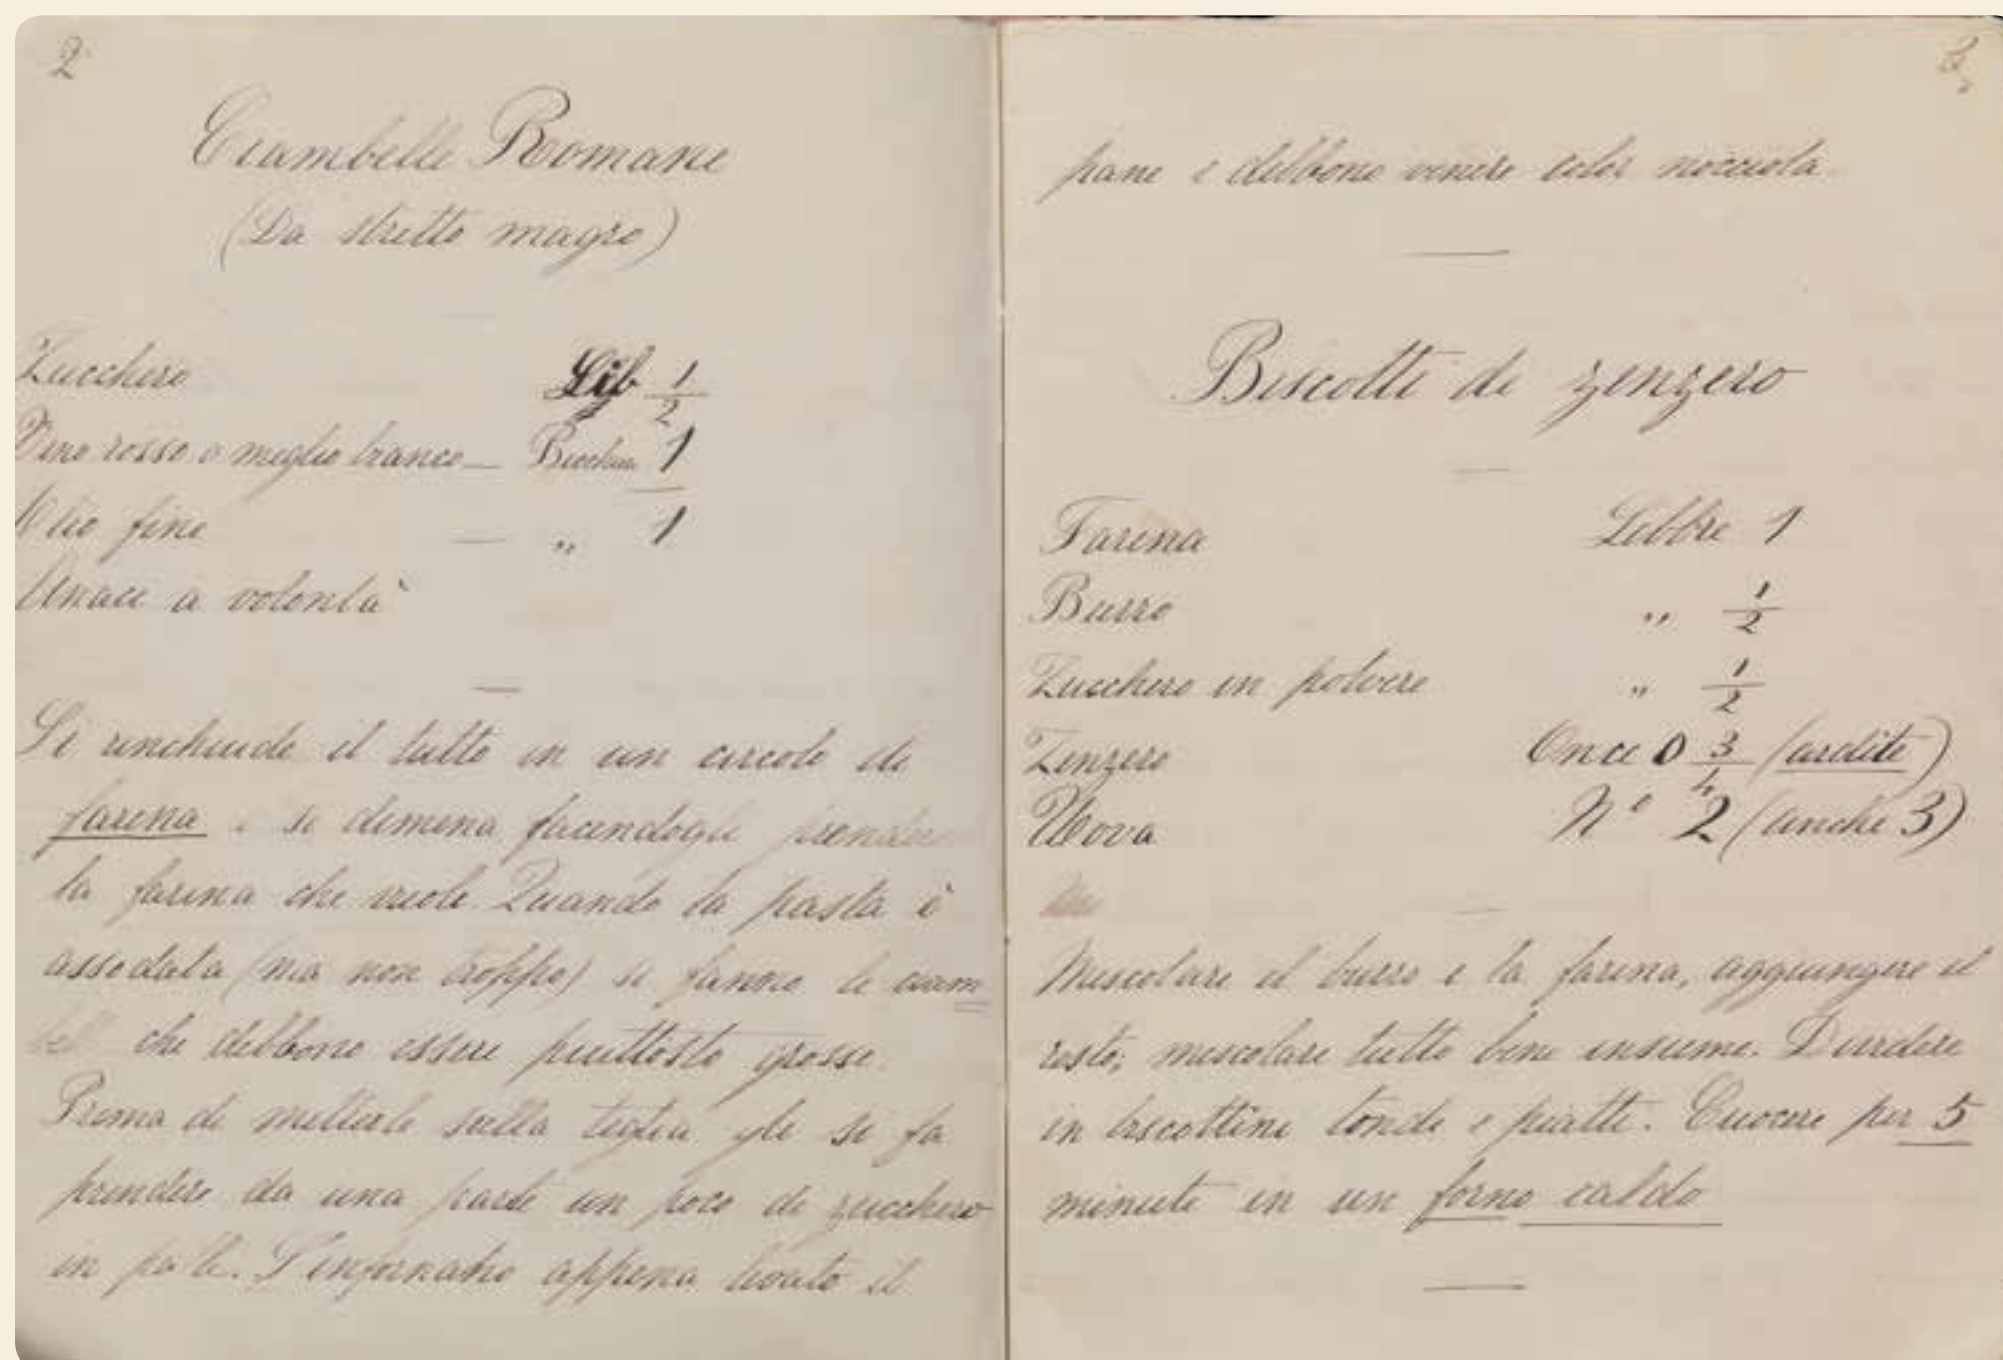 2
Ciambelle Romane
(Da stretto magro)
Zucchero Lib 1/2
Vino rosso o meglio bianco — Bicchiere 1
Olio fino — " 1
Anaci a volontà
Si rinchiude il tutto in un circolo di
farina e si dimena facendogli prendere
la farina che vuole. Quando la pasta è
assodata (ma non troppo) si fanno le ciam=
belle che debbono essere piuttosto grosse.
Prima di metterle sulla teglia gli si fa
prendere da una parte un poco di zucchero
in S'infornano appena levato il
3
pane e debbono venire color nocciola.
Biscotti di zenzero
Farina Libbre 1
Burro " 1/2
Zucchero in polvere " 1/2
Zenzero Once 0 3/4 (ardite)
Uova N° 2 (anche 3)
Mescolare il burro e la farina, aggiungere il
resto, mescolare tutto bene insieme. Dividere
in biscottini tondi e piatti. Cuocere per 5
minuti in un forno caldo